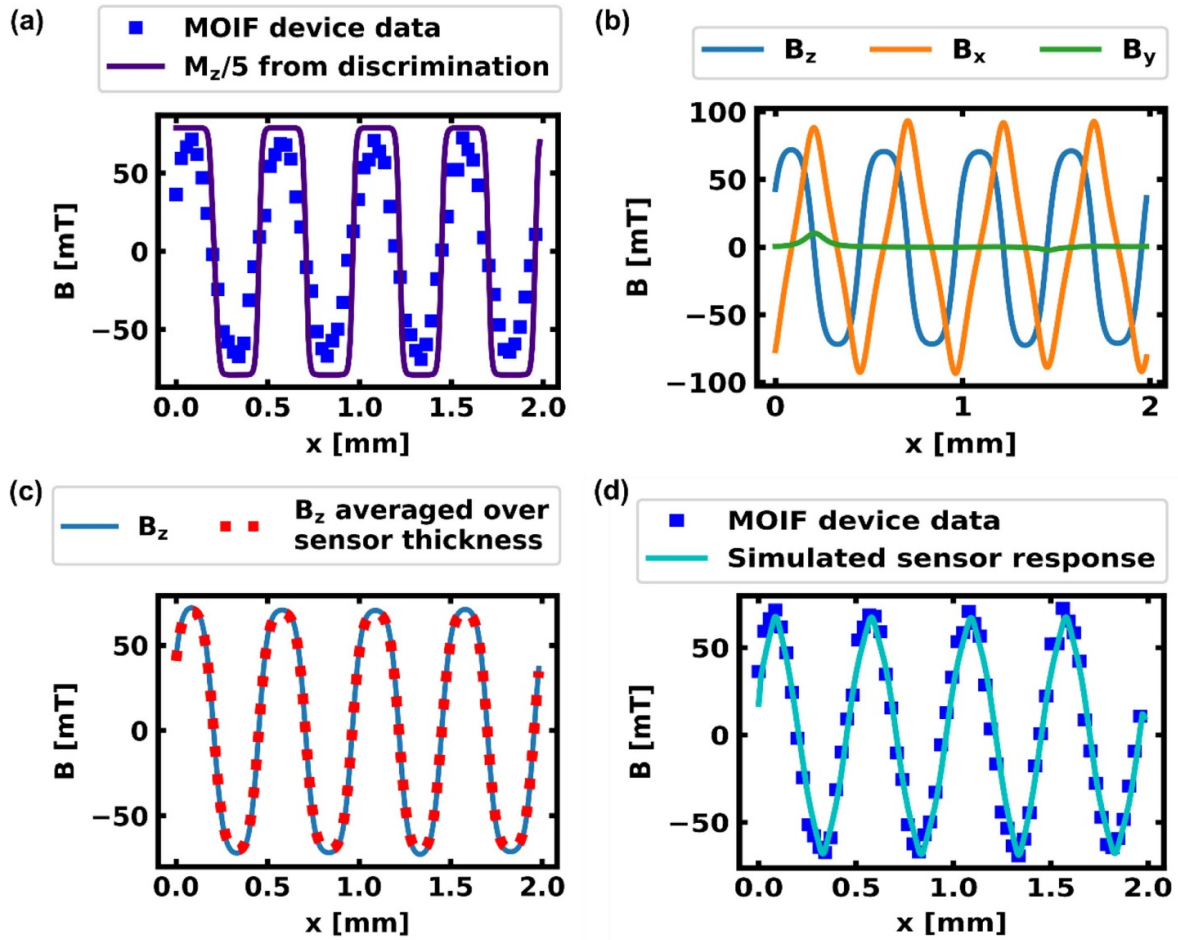 (a)
MOIF device data
M_z/5 from discrimination
50
0
−50
B [mT]
0.0 0.5 1.0 1.5 2.0
x [mm]
(b)
B_z B_x B_y
100
50
0
−50
−100
B [mT]
0 1 2
x [mm]
(c)
B_z
B_z averaged over
sensor thickness
50
0
−50
B [mT]
0.0 0.5 1.0 1.5 2.0
x [mm]
(d)
MOIF device data
Simulated sensor response
50
0
−50
B [mT]
0.0 0.5 1.0 1.5 2.0
x [mm]